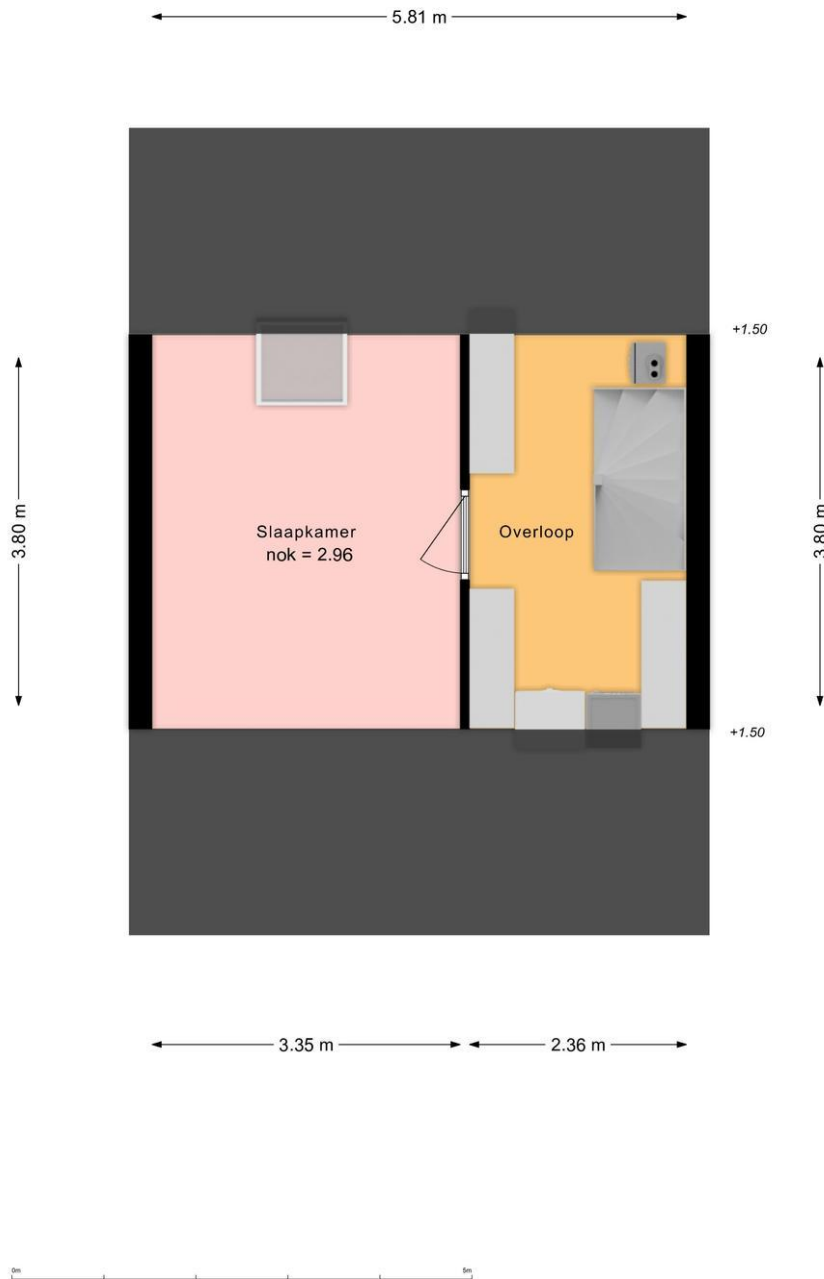 5.81 m
+1.50
3.80 m
3.80 m
Slaapkamer
nok = 2.96
Overloop
+1.50
3.35 m
2.36 m
0m
5m